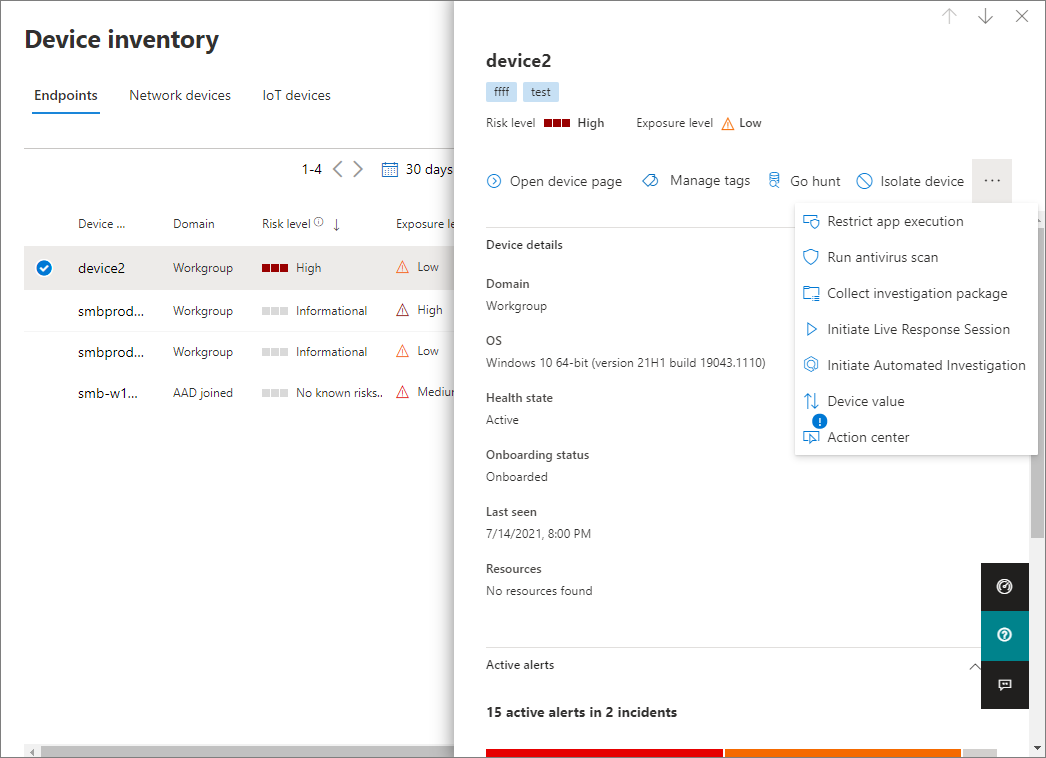 Device inventory
Endpoints
Network devices
IoT devices
1-4
30 days
Device ...
Domain
Risk level
Exposure le
device2
Workgroup
High
Low
smbprod...
Workgroup
Informational
High
smbprod...
Workgroup
Informational
Low
smb-w1...
AAD joined
No known risks..
Medium
device2
ffff
test
Risk level
High
Exposure level
Low
Open device page
Manage tags
Go hunt
Isolate device
...
Restrict app execution
Run antivirus scan
Collect investigation package
Initiate Live Response Session
Initiate Automated Investigation
Device value
Action center
Device details
Domain
Workgroup
OS
Windows 10 64-bit (version 21H1 build 19043.1110)
Health state
Active
Onboarding status
Onboarded
Last seen
7/14/2021, 8:00 PM
Resources
No resources found
Active alerts
15 active alerts in 2 incidents